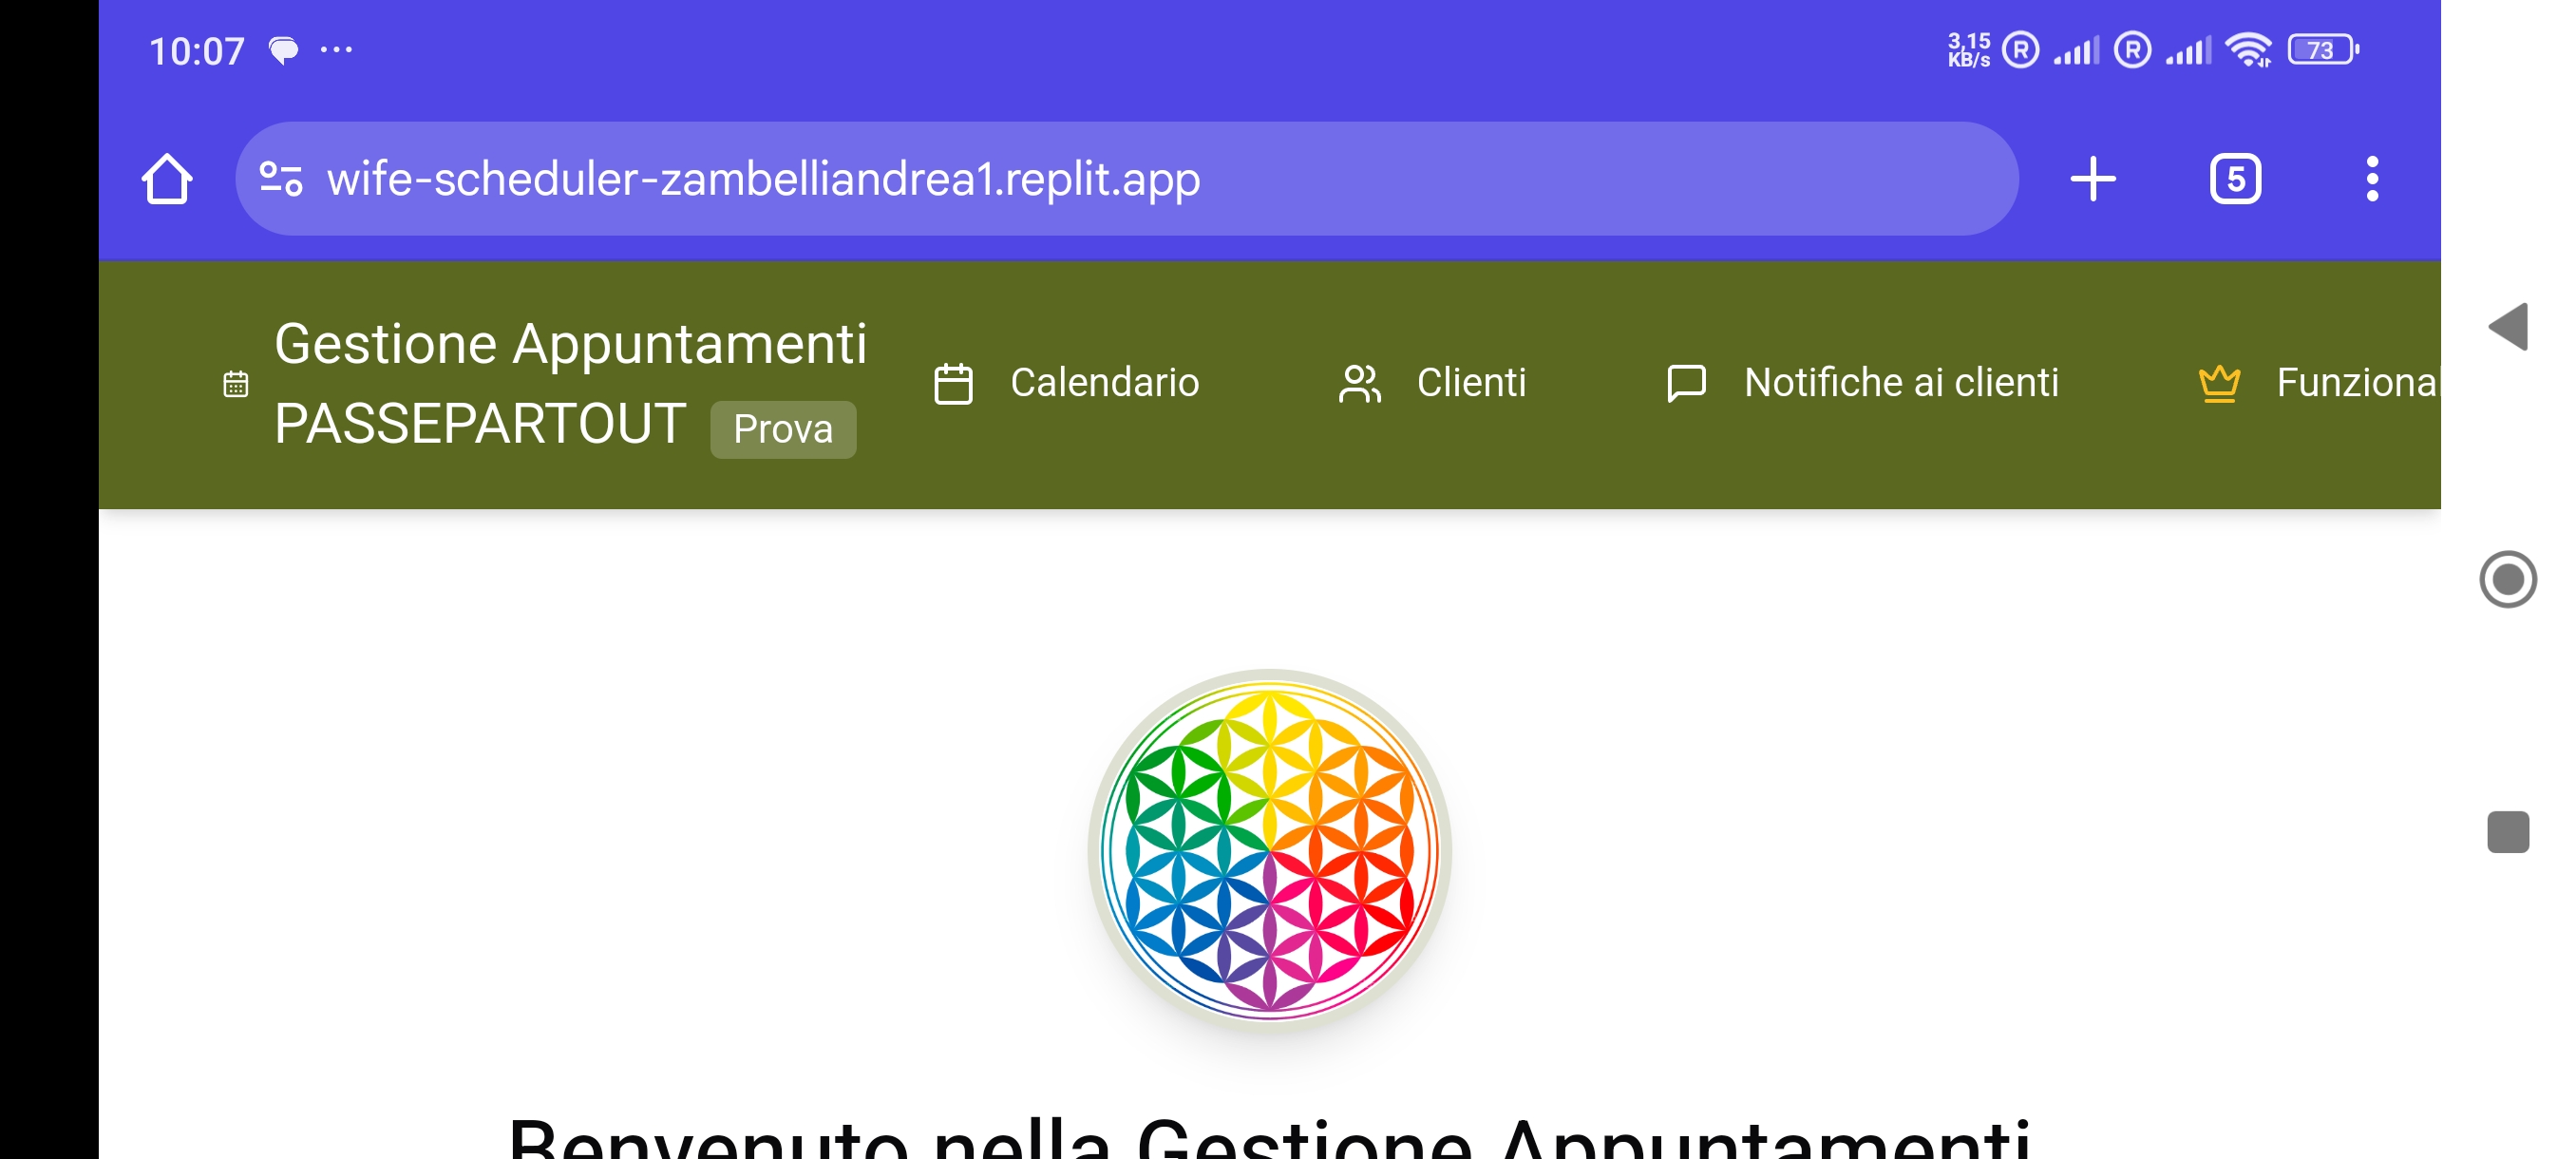 10:07
3,15
KB/s
R
R
73
wife-scheduler-zambelliandrea1.replit.app
5
Gestione Appuntamenti
PASSEPARTOUT Prova
Calendario
Clienti
Notifiche ai clienti
Funzional
Benvenuto nella Gestione Appuntamenti